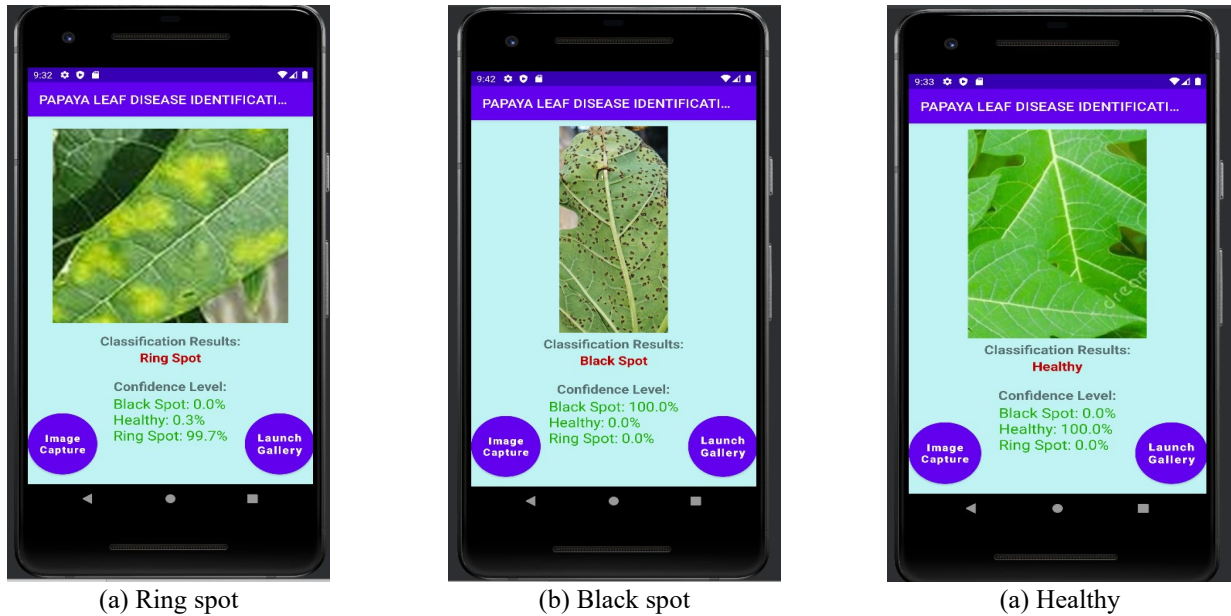 9:32
PAPAYA LEAF DISEASE IDENTIFICATI...
Classification Results:
Ring Spot
Confidence Level:
Black Spot: 0.0%
Healthy: 0.3%
Ring Spot: 99.7%
Image
Capture
Launch
Gallery
(a) Ring spot
9:42
PAPAYA LEAF DISEASE IDENTIFICATI...
Classification Results:
Black Spot
Confidence Level:
Black Spot: 100.0%
Healthy: 0.0%
Ring Spot: 0.0%
Image
Capture
Launch
Gallery
(b) Black spot
9:33
PAPAYA LEAF DISEASE IDENTIFICATI...
dream
Classification Results:
Healthy
Confidence Level:
Black Spot: 0.0%
Healthy: 100.0%
Ring Spot: 0.0%
Image
Capture
Launch
Gallery
(a) Healthy